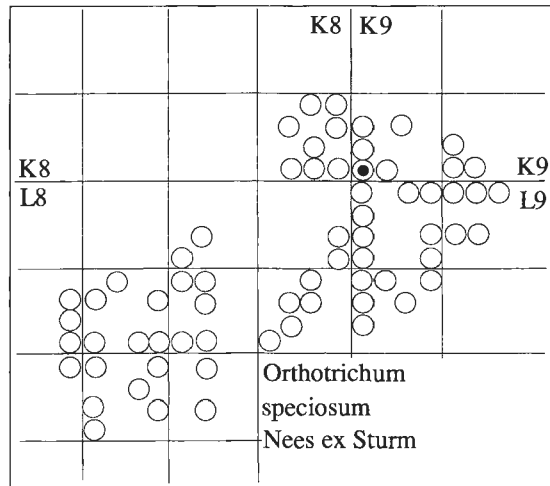 K8 K9
K8 K9
L8 L9
Orthotrichum
speciosum
Nees ex Sturm